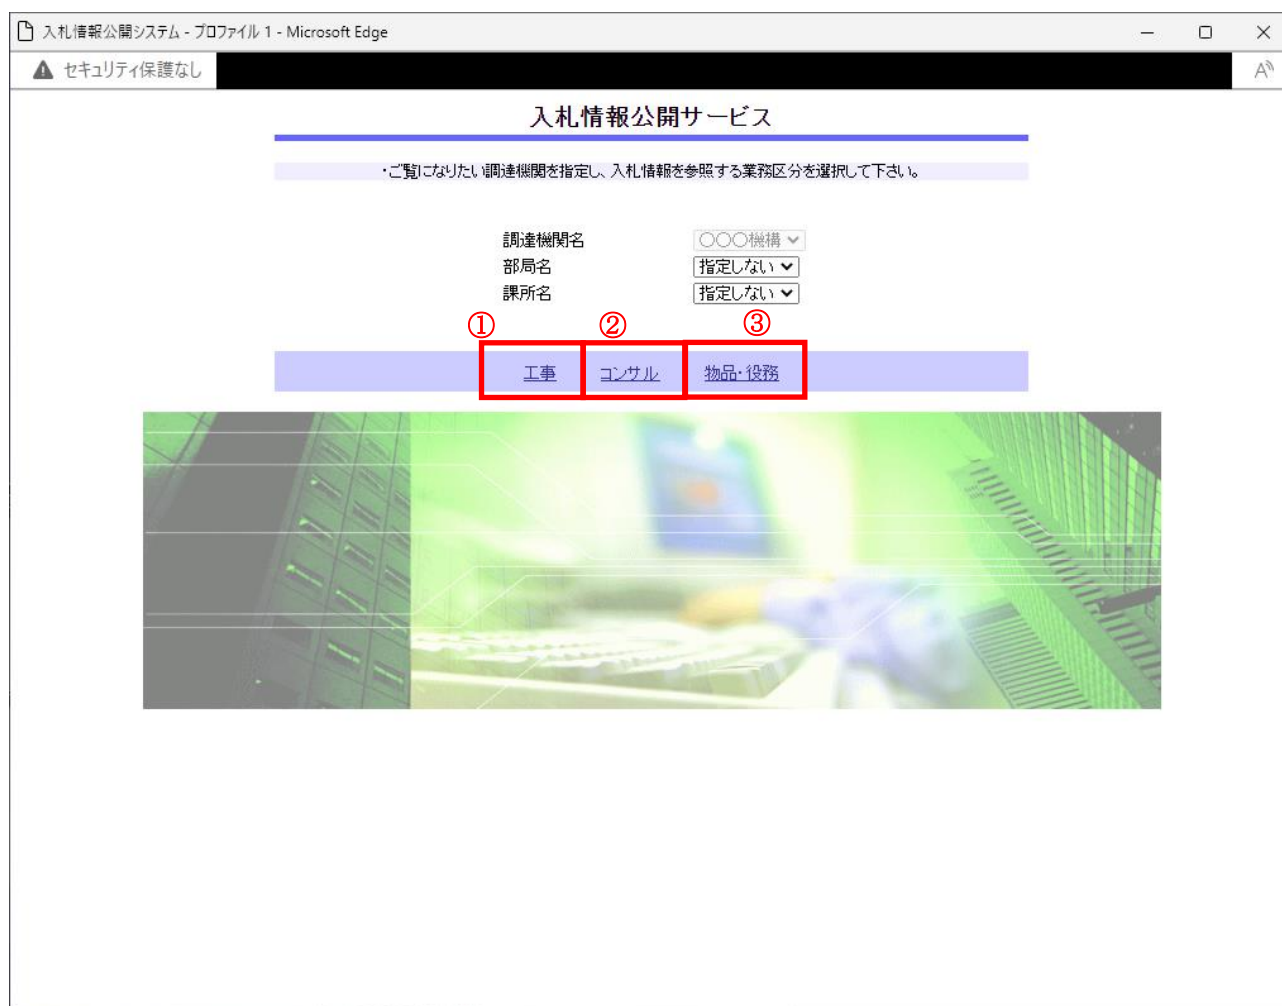 入札情報公開システム - プロファイル 1 - Microsoft Edge
セキュリティ保護なし
入札情報公開サービス
・ご覧になりたい調達機関を指定し、入札情報を参照する業務区分を選択して下さい。
調達機関名 〇〇〇機構
部局名 指定しない
課所名 指定しない
① ② ③
工事 コンサル 物品・役務